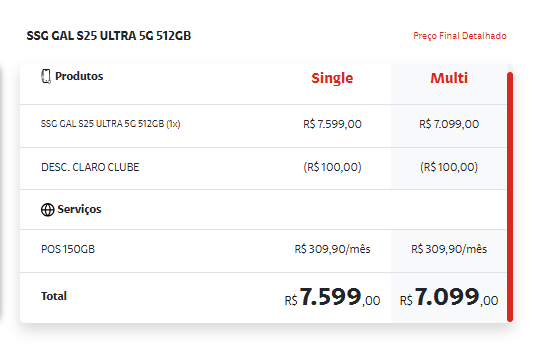 SSG GAL S25 ULTRA 5G 512GB Preço Final Detalhado
Produtos Single Multi
SSG GAL S25 ULTRA 5G 512GB (1x) R$ 7.599,00 R$ 7.099,00
DESC. CLARO CLUBE (R$ 100,00) (R$ 100,00)
Serviços
POS 150GB R$ 309,90/mês R$ 309,90/mês
Total R$ 7.599,00 R$ 7.099,00